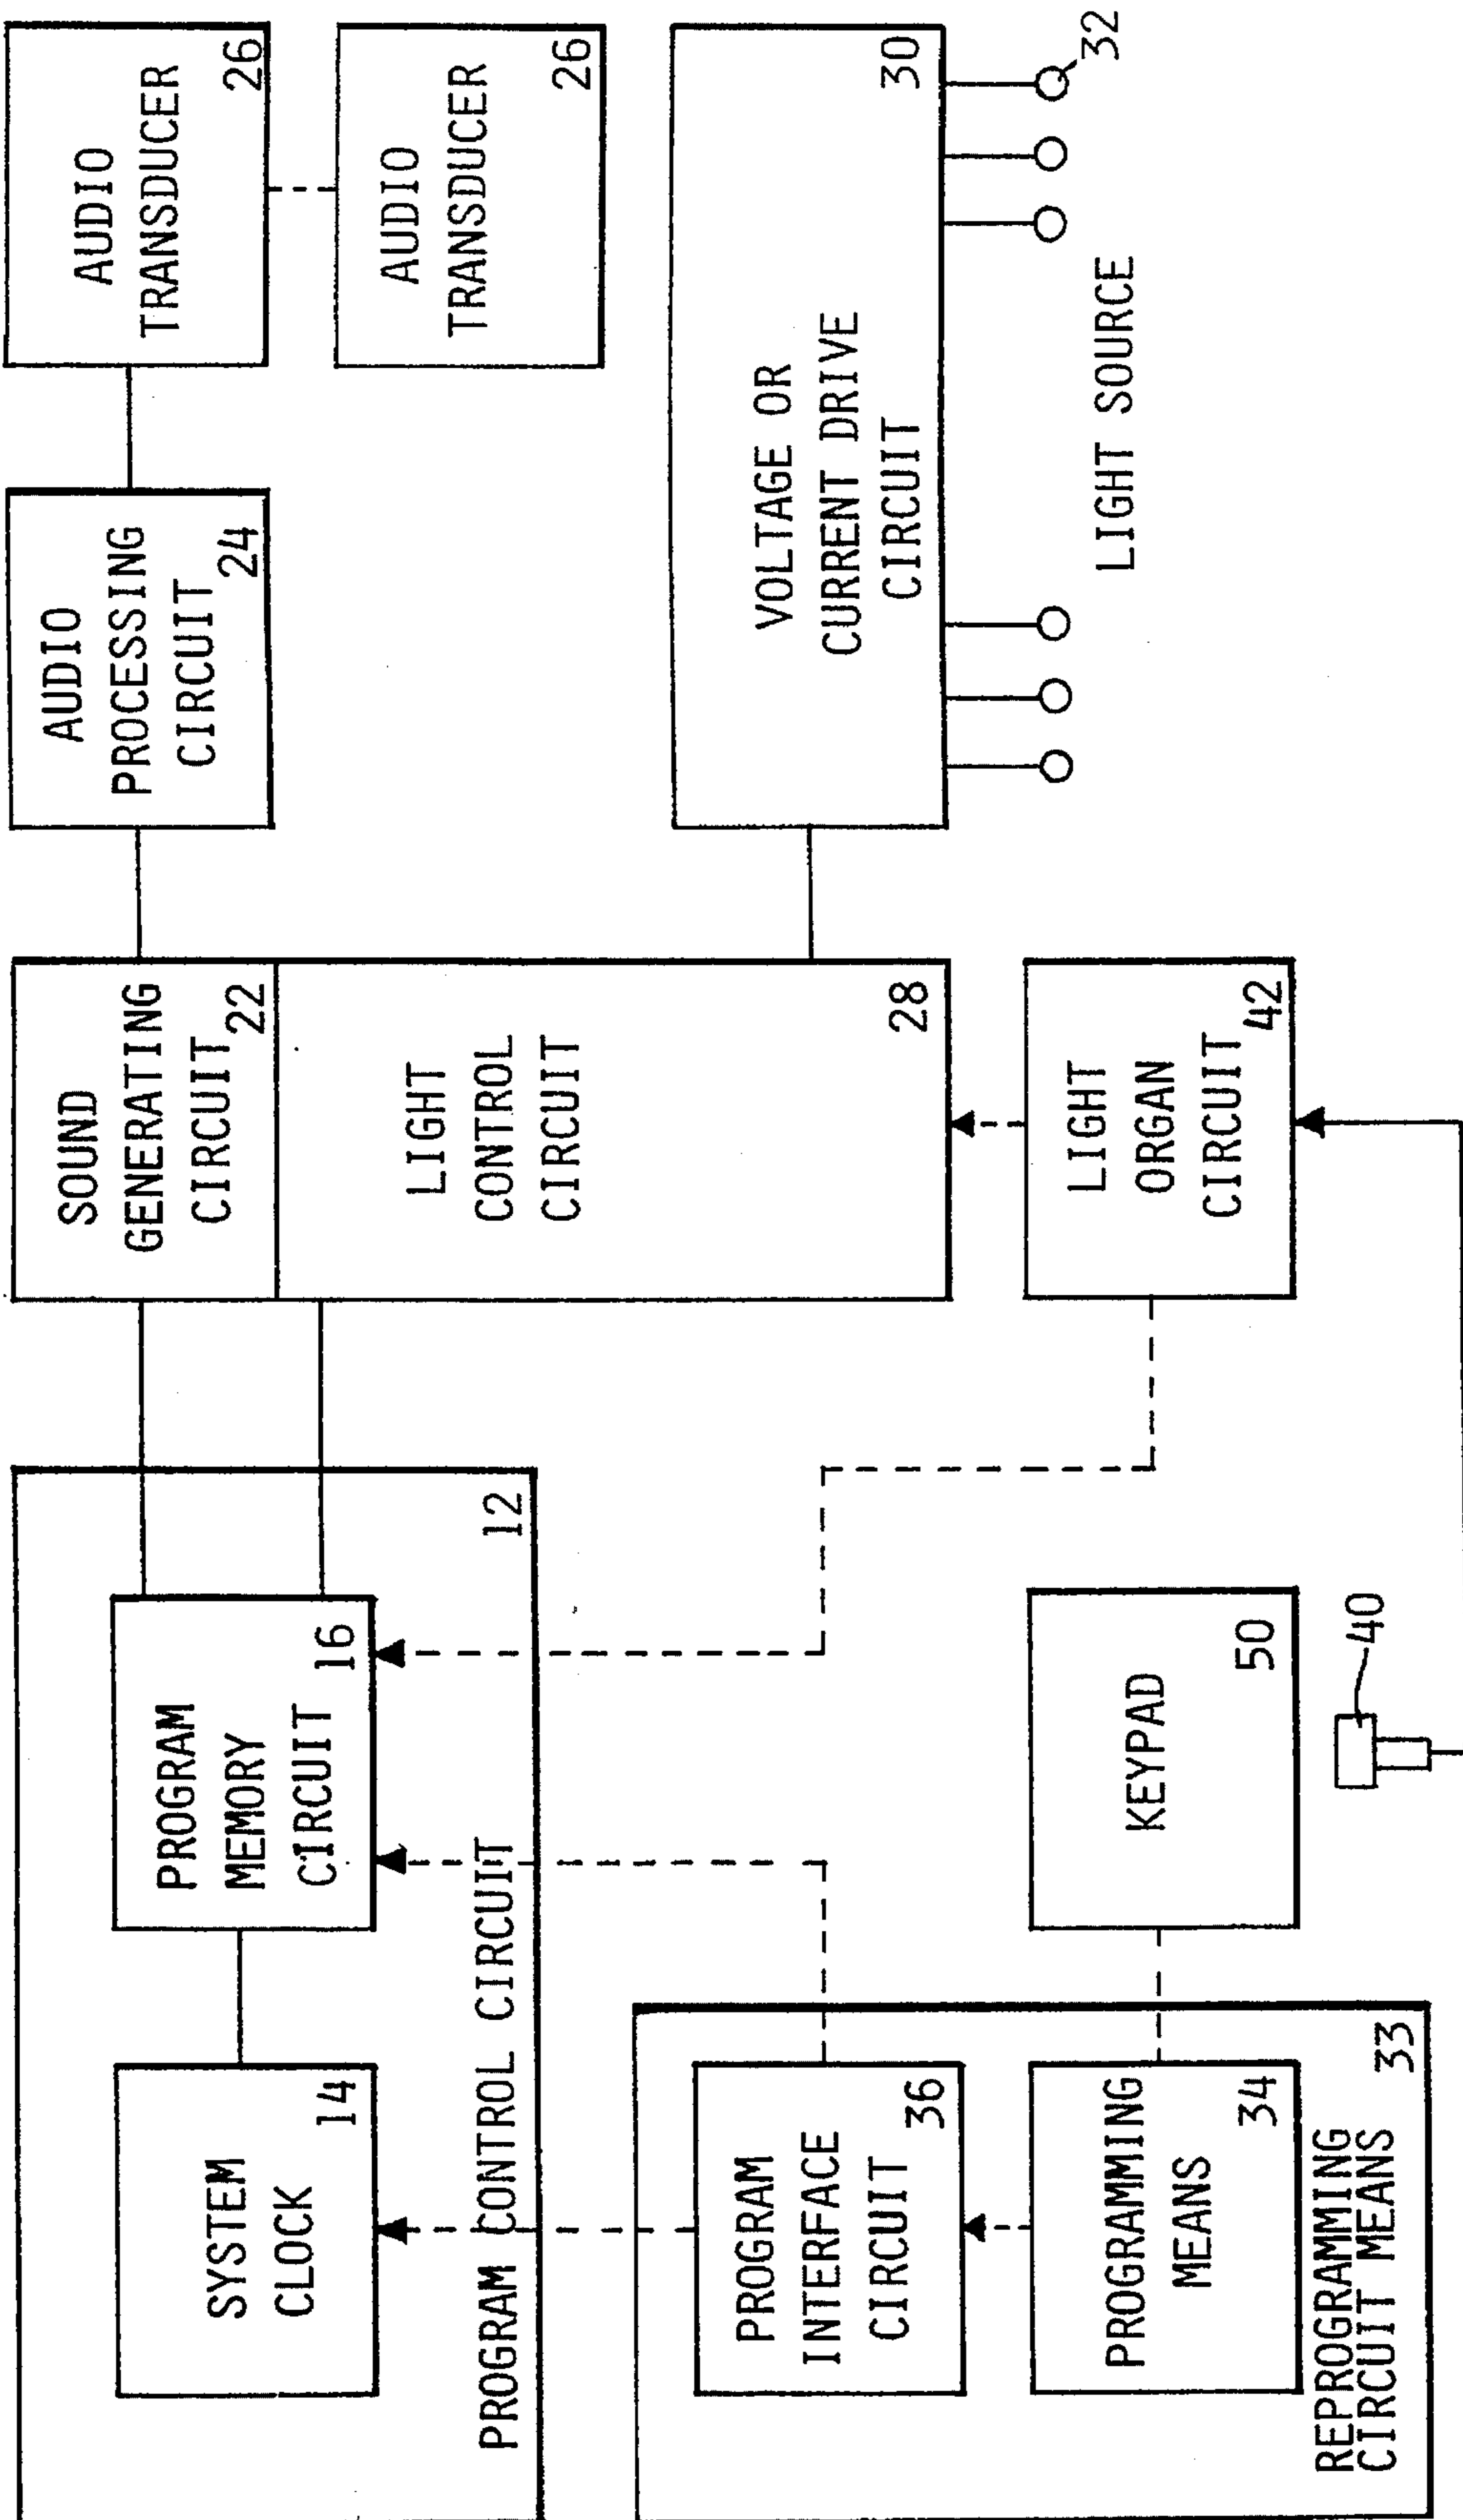 SYSTEM
CLOCK
14
PROGRAM
MEMORY
CIRCUIT
16
PROGRAM CONTROL CIRCUIT
12
SOUND
GENERATING
CIRCUIT
22
AUDIO
PROCESSING
CIRCUIT
24
AUDIO
TRANSDUCER
26
AUDIO
TRANSDUCER
26
LIGHT
CONTROL
CIRCUIT
28
VOLTAGE OR
CURRENT DRIVE
CIRCUIT
30
32
LIGHT SOURCE
PROGRAM
INTERFACE
CIRCUIT
36
PROGRAMMING
MEANS
34
REPROGRAMMING
CIRCUIT MEANS
33
KEYPAD
50
40
LIGHT
ORGAN
CIRCUIT
42